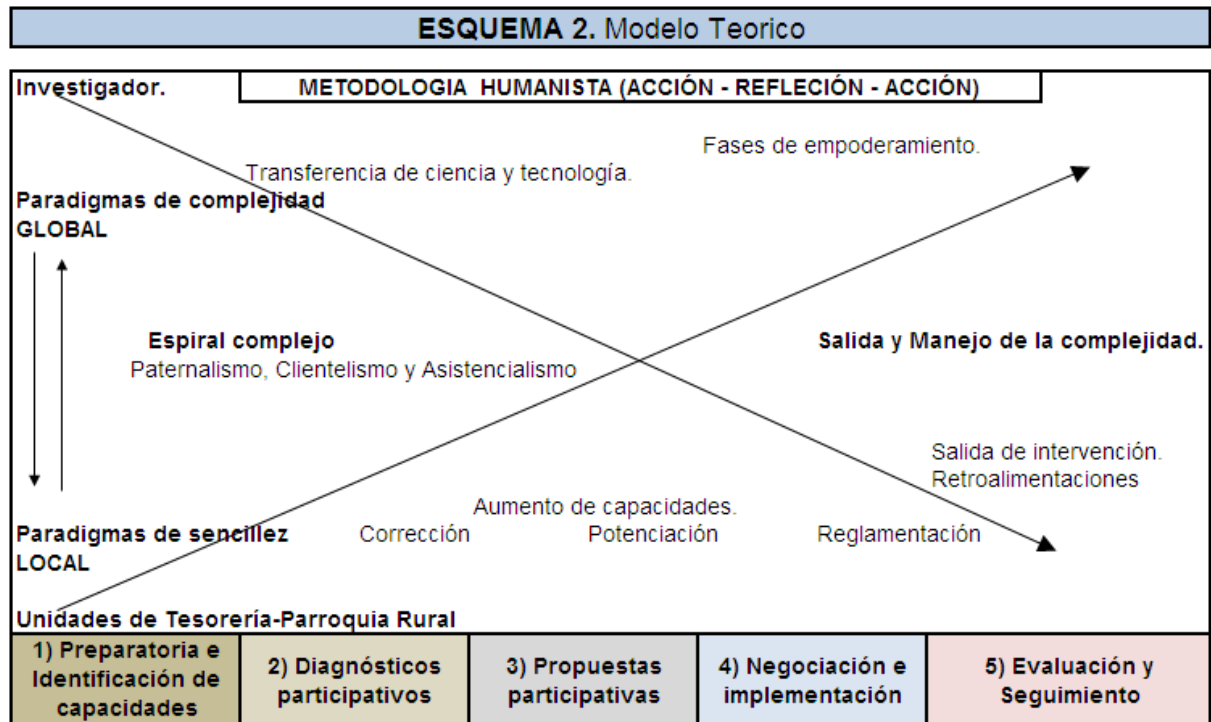 ESQUEMA 2. Modelo Teorico
Investigador.
METODOLOGIA HUMANISTA (ACCIÓN - REFLECIÓN - ACCIÓN)
Fases de empoderamiento.
Transferencia de ciencia y tecnología.
Paradigmas de complejidad
GLOBAL
Espiral complejo
Paternalismo, Clientelismo y Asistencialismo
Salida y Manejo de la complejidad.
Salida de intervención.
Retroalimentaciones
Aumento de capacidades.
Paradigmas de sencillez
LOCAL
Corrección
Potenciación
Reglamentación
Unidades de Tesorería-Parroquia Rural
1) Preparatoria e
Identificación de
capacidades
2) Diagnósticos
participativos
3) Propuestas
participativas
4) Negociación e
implementación
5) Evaluación y
Seguimiento